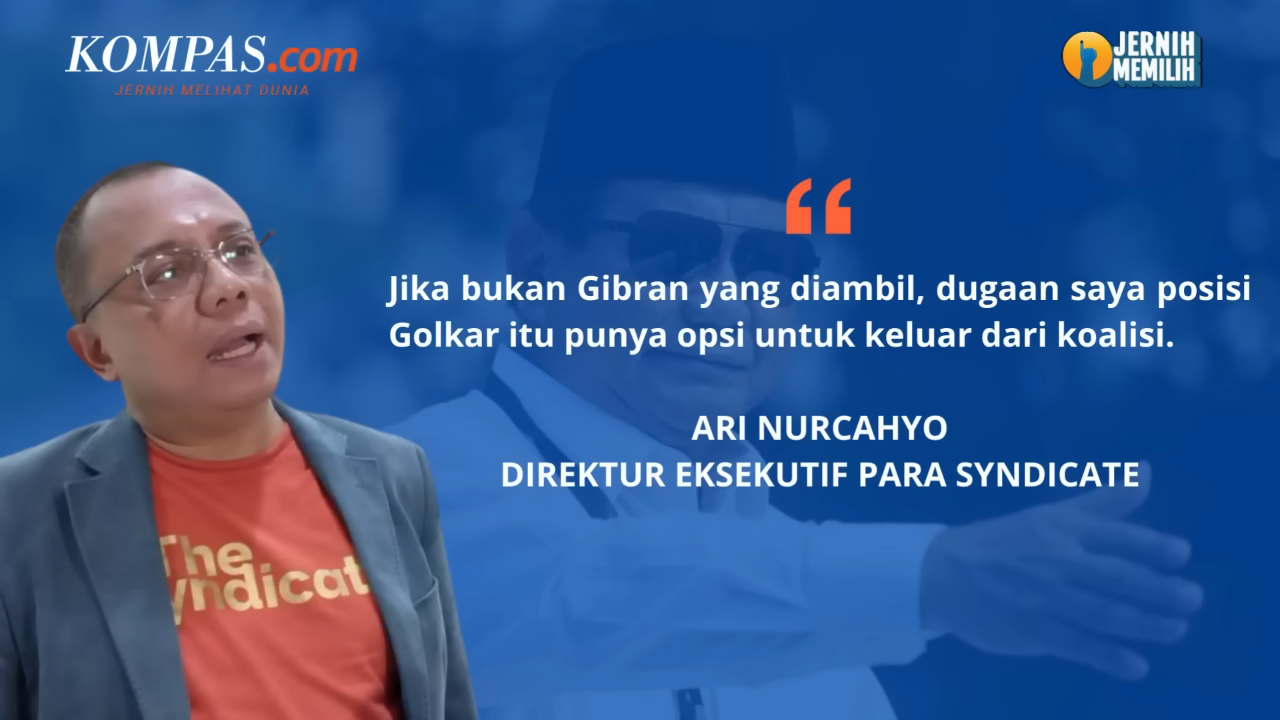 KOMPAS.com
JERNIH MELIHAT DUNIA
JERNIH
MEMILIH
“
Jika bukan Gibran yang diambil, dugaan saya posisi
Golkar itu punya opsi untuk keluar dari koalisi.
ARI NURCAHYO
DIREKTUR EKSEKUTIF PARA SYNDICATE
The
yndicat